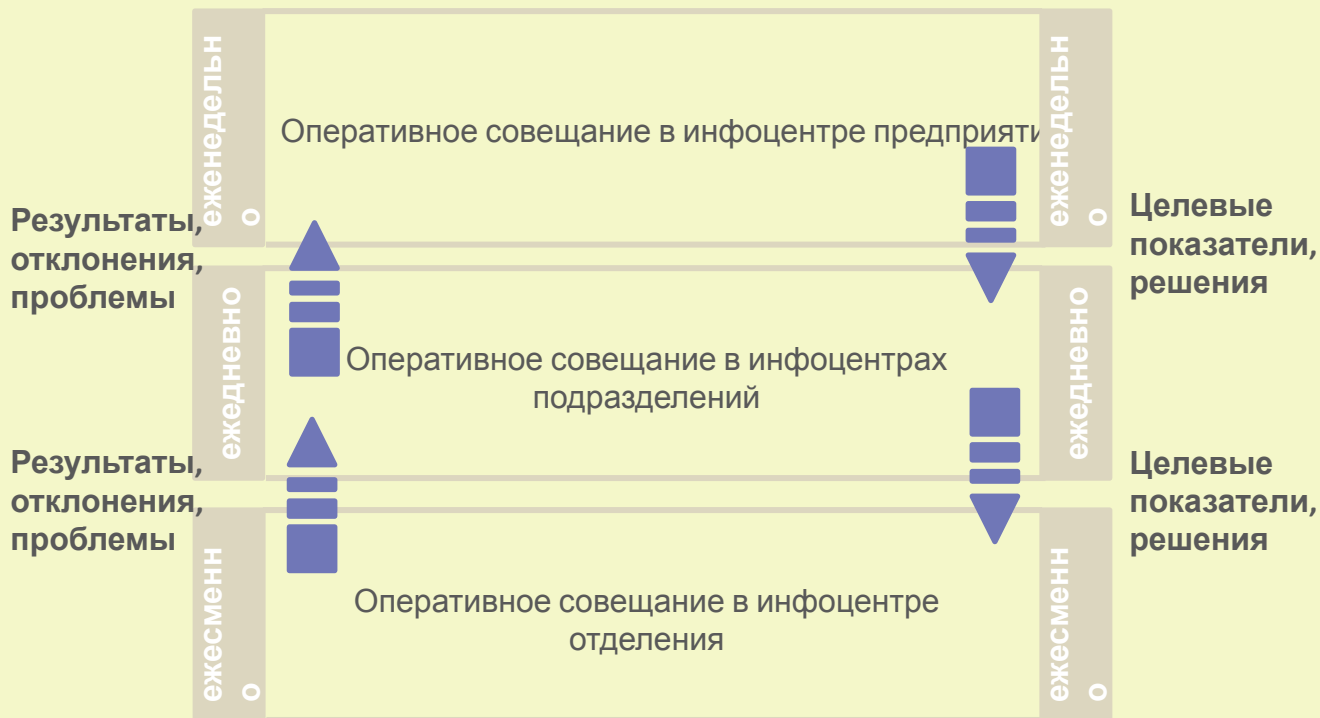 еженедельн
о
Оперативное совещание в инфоцентре предприяти
еженедельн
о
Результаты,
отклонения,
проблемы
Целевые
показатели,
решения
ежедневно
Оперативное совещание в инфоцентрах
подразделений
ежедневно
Результаты,
отклонения,
проблемы
Целевые
показатели,
решения
ежесменн
о
Оперативное совещание в инфоцентре
отделения
ежесменн
о